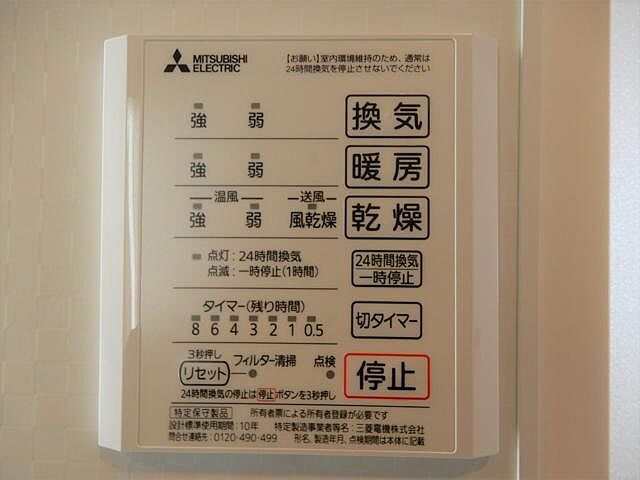 MITSUBISHI
ELECTRIC
【お願い】室内環境維持のため、通常は
24時間換気を停止させないでください
強 弱 換気
強 弱 暖房
温風 送風
強 弱 風乾燥 乾燥
点灯：24時間換気
点滅：一時停止(1時間)
24時間換気
一時停止
タイマー(残り時間)
8 6 4 3 2 1 0.5
切タイマー
3秒押し
リセット フィルター清掃 点検
停止
24時間換気の停止は停止ボタンを3秒押し
特定保守製品 所有者票による所有者登録が必要です
設計標準使用期間：10年 特定製造事業者等名：三菱電機株式会社
問合せ連絡先：0120-490-499 形名、製造年月、点検期間は本体に記載